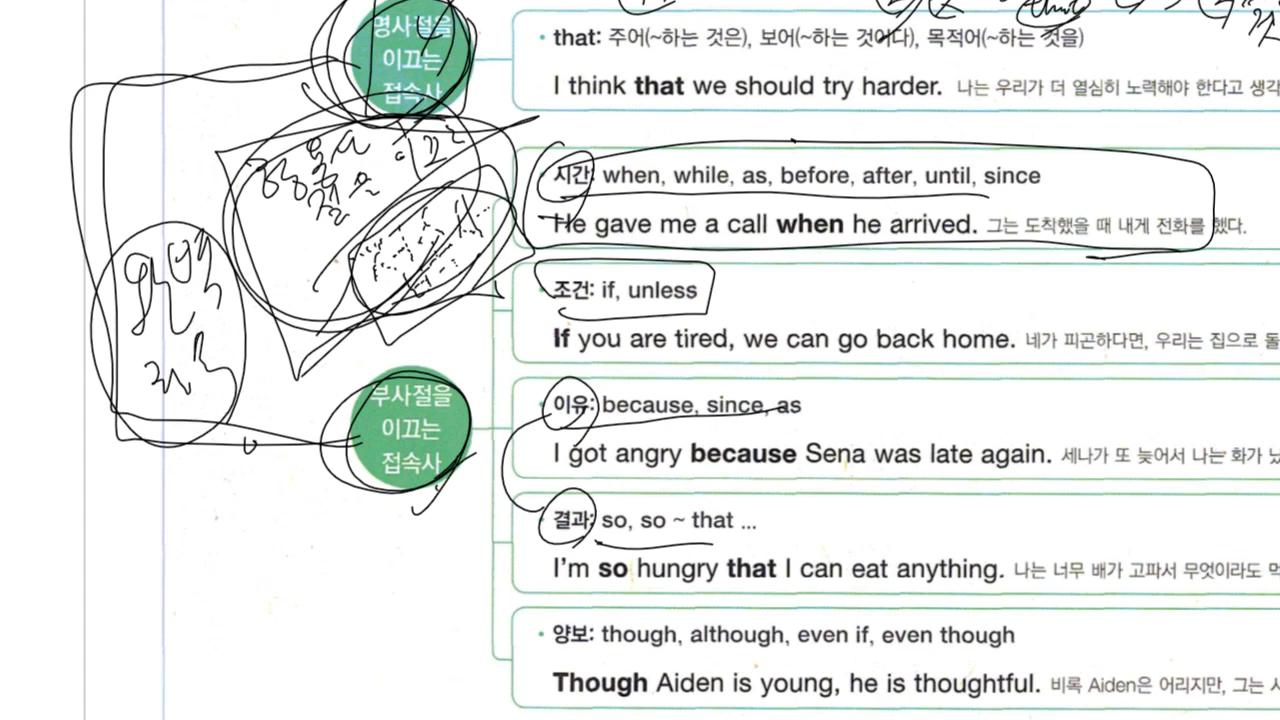 명사절을
이끄는
접속사
• that: 주어(~하는 것은), 보어(~하는 것이다), 목적어(~하는 것을)
I think that we should try harder. 나는 우리가 더 열심히 노력해야 한다고 생각
• 시간: when, while, as, before, after, until, since
He gave me a call when he arrived. 그는 도착했을 때 내게 전화를 했다.
• 조건: if, unless
If you are tired, we can go back home. 네가 피곤하다면, 우리는 집으로 돌
부사절을
이끄는
접속사
• 이유: because, since, as
I got angry because Sena was late again. 세나가 또 늦어서 나는 화가 났
• 결과: so, so ~ that ...
I'm so hungry that I can eat anything. 나는 너무 배가 고파서 무엇이라도 먹
• 양보: though, although, even if, even though
Though Aiden is young, he is thoughtful. 비록 Aiden은 어리지만, 그는